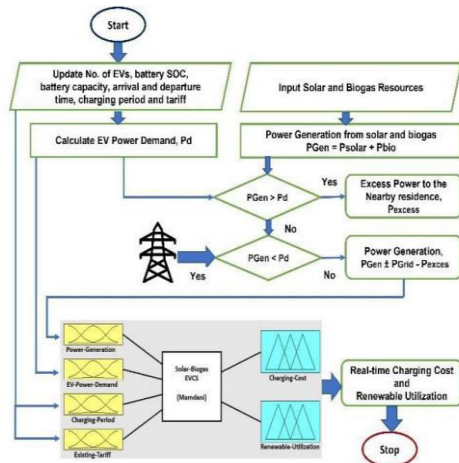 Start
Update No. of EVs, battery SOC,
battery capacity, arrival and departure
time, charging period and tariff
Input Solar and Biogas Resources
Calculate EV Power Demand, Pd
Power Generation from solar and biogas
PGen = Psolar + Pbio
PGen > Pd
Yes
Excess Power to the
Nearby residence,
Pexcess
No
PGen < Pd
Yes
No
Power Generation,
PGen ± PGrid - Pexces
Power-Generation
EV-Power-Demand
Charging-Period
Existing-Tariff
Solar-Biogas
EVCS
(Mamdani)
Charging-Cost
Renewable-Utilization
Real-time Charging Cost
and
Renewable Utilization
Stop